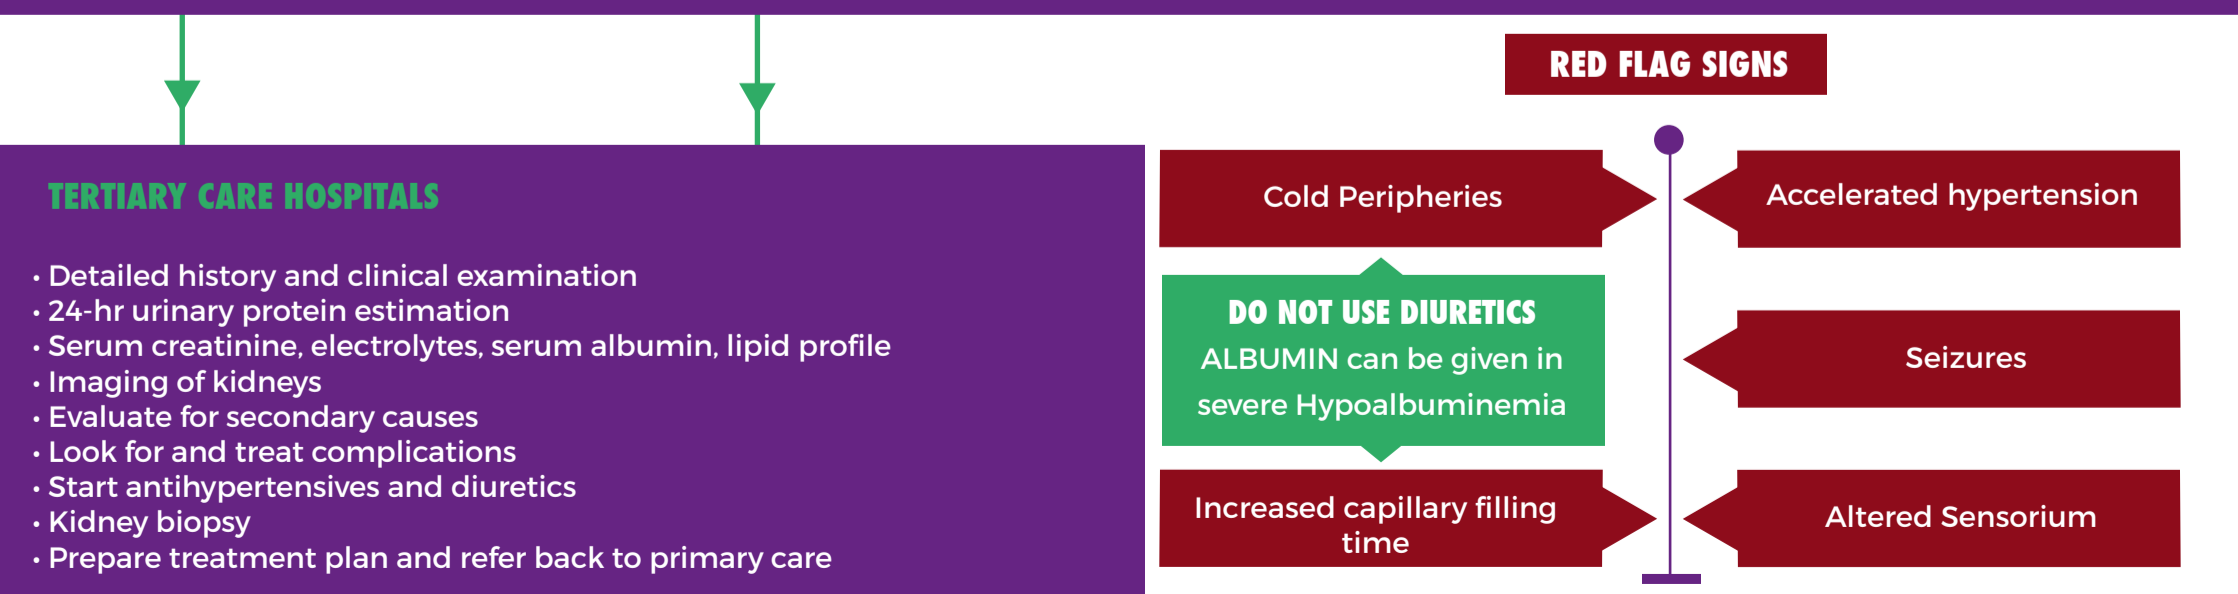 TERTIARY CARE HOSPITALS
• Detailed history and clinical examination
• 24-hr urinary protein estimation
• Serum creatinine, electrolytes, serum albumin, lipid profile
• Imaging of kidneys
• Evaluate for secondary causes
• Look for and treat complications
• Start antihypertensives and diuretics
• Kidney biopsy
• Prepare treatment plan and refer back to primary care
RED FLAG SIGNS
Cold Peripheries
DO NOT USE DIURETICS
ALBUMIN can be given in
severe Hypoalbuminemia
Increased capillary filling
time
Accelerated hypertension
Seizures
Altered Sensorium